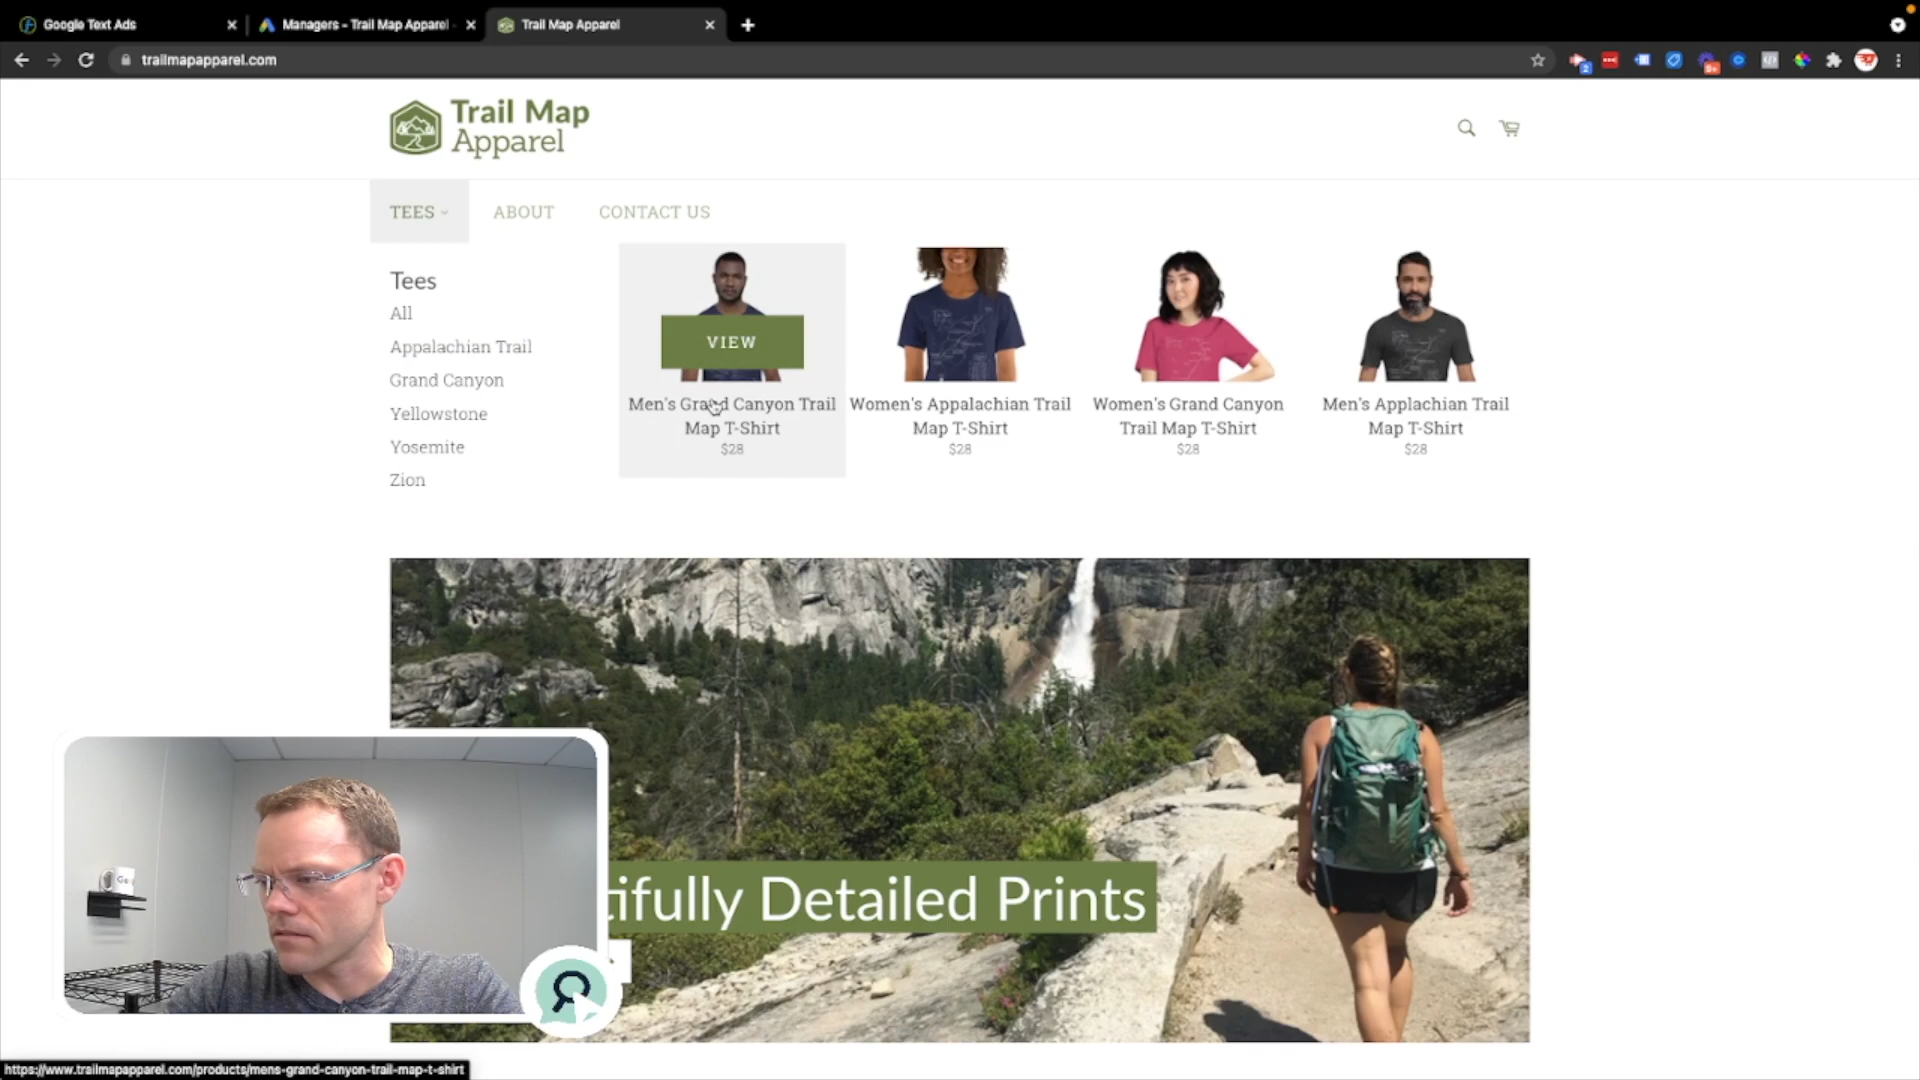 Google Text Ads
Managers - Trail Map Apparel
Trail Map Apparel
trailmapapparel.com
Trail Map
Apparel
TEES
ABOUT
CONTACT US
Tees
All
Appalachian Trail
Grand Canyon
Yellowstone
Yosemite
Zion
VIEW
Men's Grand Canyon Trail
Map T-Shirt
$28
Women's Appalachian Trail
Map T-Shirt
$28
Women's Grand Canyon
Trail Map T-Shirt
$28
Men's Applachian Trail
Map T-Shirt
$28
tifully Detailed Prints
https://www.trailmapapparel.com/products/mens-grand-canyon-trail-map-t-shirt